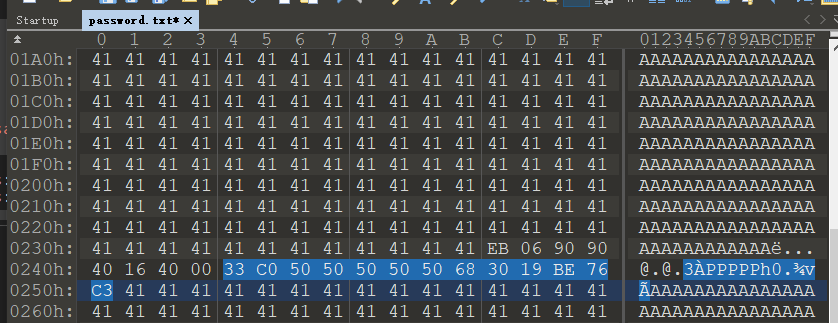 Startup password.txt*
0 1 2 3 4 5 6 7 8 9 A B C D E F 0123456789ABCDEF
01A0h: 41 41 41 41 41 41 41 41 41 41 41 41 41 41 41 41 AAAAAAAAAAAAAAAA
01B0h: 41 41 41 41 41 41 41 41 41 41 41 41 41 41 41 41 AAAAAAAAAAAAAAAA
01C0h: 41 41 41 41 41 41 41 41 41 41 41 41 41 41 41 41 AAAAAAAAAAAAAAAA
01D0h: 41 41 41 41 41 41 41 41 41 41 41 41 41 41 41 41 AAAAAAAAAAAAAAAA
01E0h: 41 41 41 41 41 41 41 41 41 41 41 41 41 41 41 41 AAAAAAAAAAAAAAAA
01F0h: 41 41 41 41 41 41 41 41 41 41 41 41 41 41 41 41 AAAAAAAAAAAAAAAA
0200h: 41 41 41 41 41 41 41 41 41 41 41 41 41 41 41 41 AAAAAAAAAAAAAAAA
0210h: 41 41 41 41 41 41 41 41 41 41 41 41 41 41 41 41 AAAAAAAAAAAAAAAA
0220h: 41 41 41 41 41 41 41 41 41 41 41 41 41 41 41 41 AAAAAAAAAAAAAAAA
0230h: 41 41 41 41 41 41 41 41 41 41 41 41 EB 06 90 90 AAAAAAAAAAAAë...
0240h: 40 16 40 00 33 C0 50 50 50 50 50 68 30 19 BE 76 @.@.3ÀPPPPPh0.¾v
0250h: C3 41 41 41 41 41 41 41 41 41 41 41 41 41 41 41 ÃAAAAAAAAAAAAAAA
0260h: 41 41 41 41 41 41 41 41 41 41 41 41 41 41 41 41 AAAAAAAAAAAAAAAA